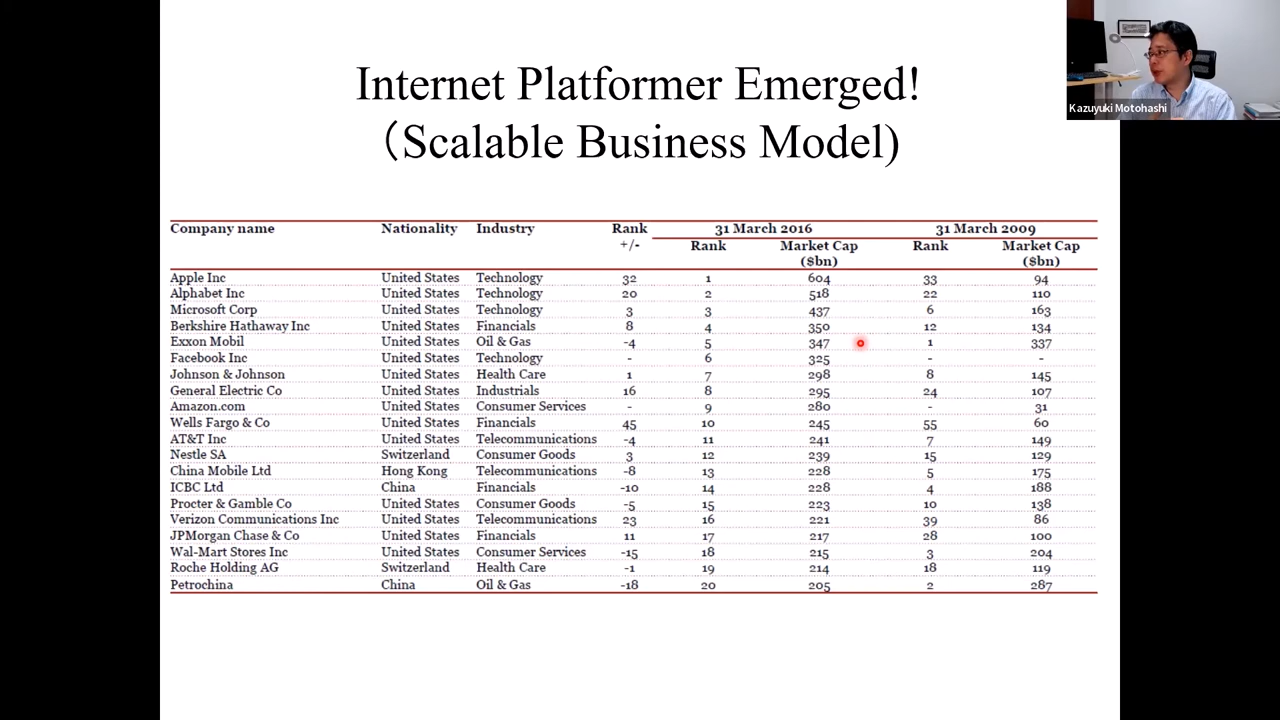 Internet Platformer Emerged!
（Scalable Business Model)
Kazuyuki Motohashi
Company name Nationality Industry Rank 31 March 2016 31 March 2009
+/- Rank Market Cap Rank Market Cap
($bn) ($bn)
Apple Inc United States Technology 32 1 604 33 94
Alphabet Inc United States Technology 20 2 518 22 110
Microsoft Corp United States Technology 3 3 437 6 163
Berkshire Hathaway Inc United States Financials 8 4 350 12 134
Exxon Mobil United States Oil & Gas -4 5 347 1 337
Facebook Inc United States Technology - 6 325 - -
Johnson & Johnson United States Health Care 1 7 298 8 145
General Electric Co United States Industrials 16 8 295 24 107
Amazon.com United States Consumer Services - 9 280 - 31
Wells Fargo & Co United States Financials 45 10 245 55 60
AT&T Inc United States Telecommunications -4 11 241 7 149
Nestle SA Switzerland Consumer Goods 3 12 239 15 129
China Mobile Ltd Hong Kong Telecommunications -8 13 228 5 175
ICBC Ltd China Financials -10 14 228 4 188
Procter & Gamble Co United States Consumer Goods -5 15 223 10 138
Verizon Communications Inc United States Telecommunications 23 16 221 39 86
JPMorgan Chase & Co United States Financials 11 17 217 28 100
Wal-Mart Stores Inc United States Consumer Services -15 18 215 3 204
Roche Holding AG Switzerland Health Care -1 19 214 18 119
Petrochina China Oil & Gas -18 20 205 2 287